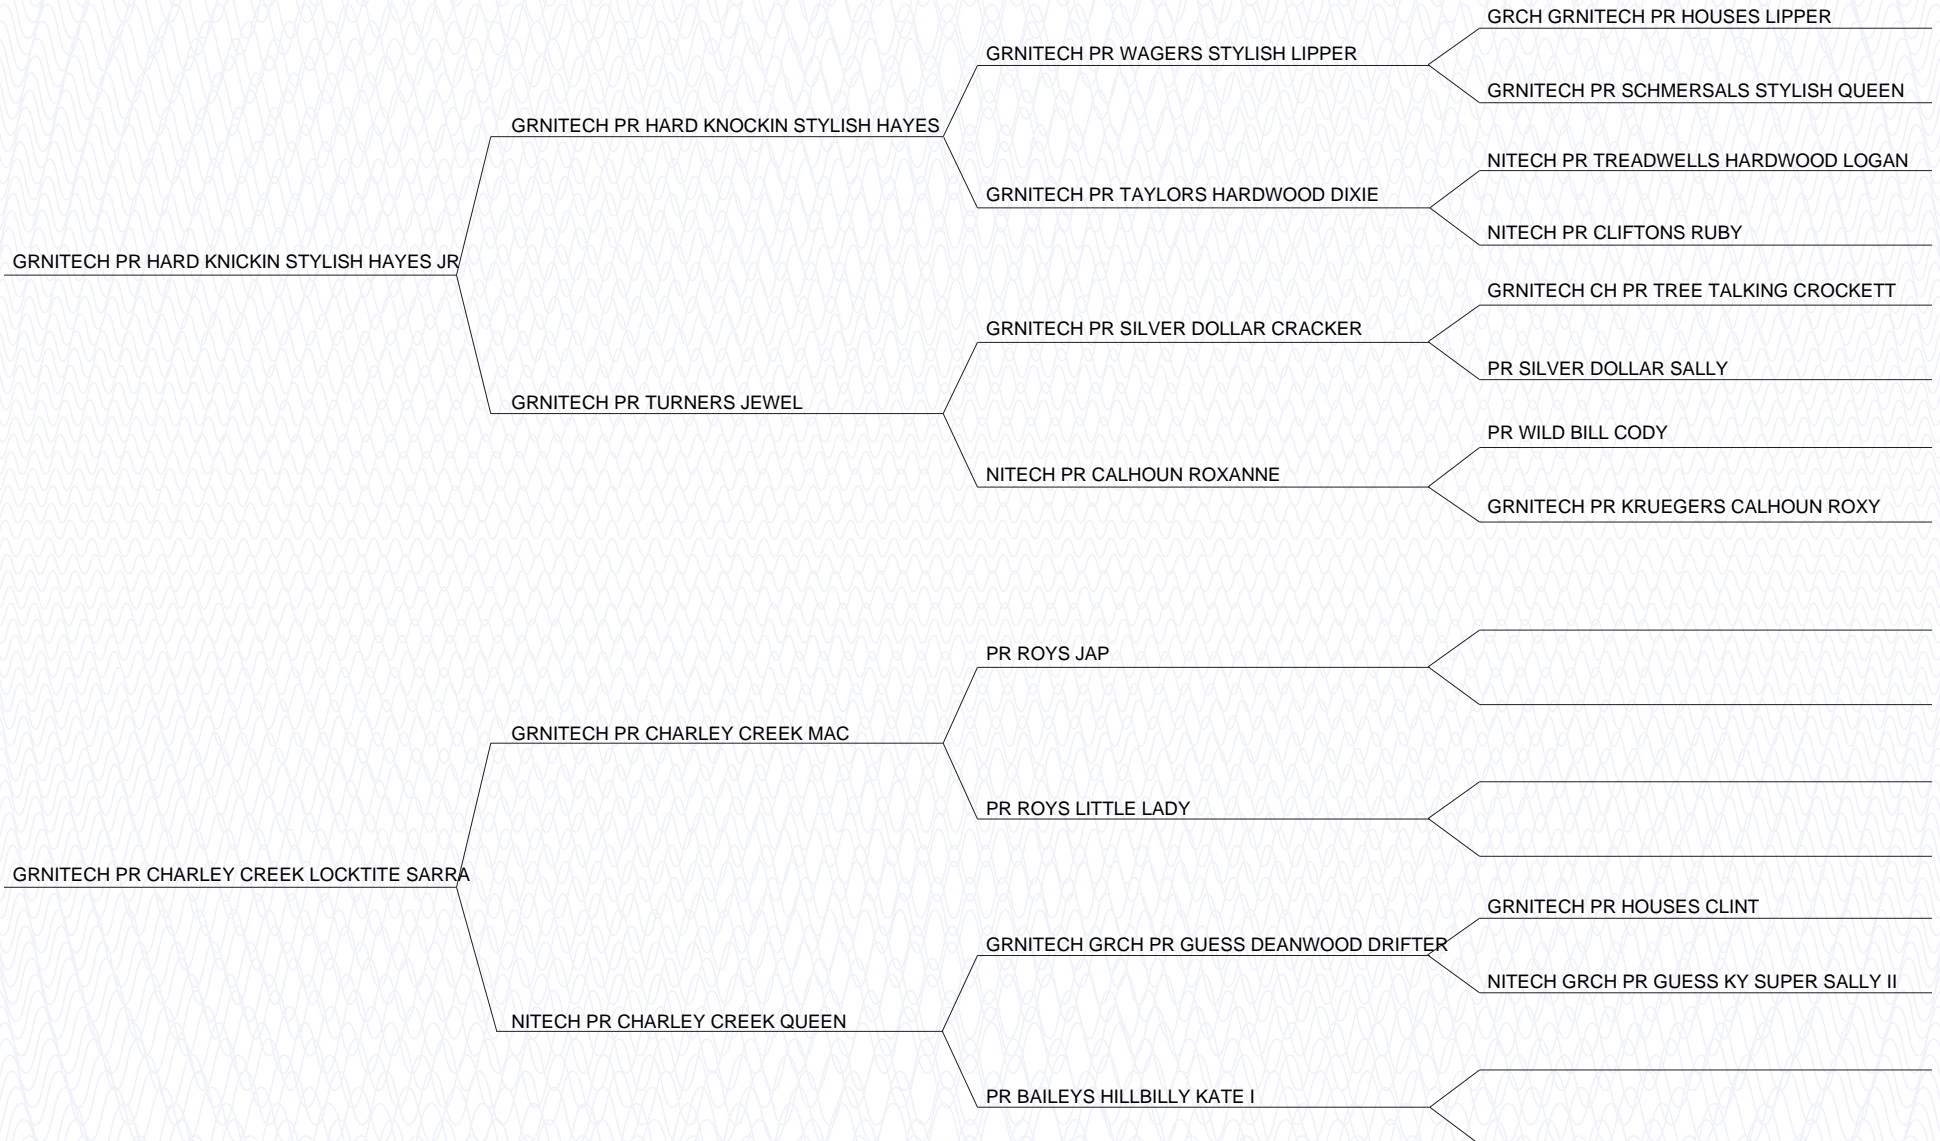 GRCH GRNITECH PR HOUSES LIPPER
GRNITECH PR WAGERS STYLISH LIPPER
GRNITECH PR SCHMERSALS STYLISH QUEEN
GRNITECH PR HARD KNOCKIN STYLISH HAYES
NITECH PR TREADWELLS HARDWOOD LOGAN
GRNITECH PR TAYLORS HARDWOOD DIXIE
NITECH PR CLIFTONS RUBY
GRNITECH PR HARD KNICKIN STYLISH HAYES JR
GRNITECH CH PR TREE TALKING CROCKETT
GRNITECH PR SILVER DOLLAR CRACKER
PR SILVER DOLLAR SALLY
GRNITECH PR TURNERS JEWEL
PR WILD BILL CODY
NITECH PR CALHOUN ROXANNE
GRNITECH PR KRUEGERS CALHOUN ROXY
PR ROYS JAP
GRNITECH PR CHARLEY CREEK MAC
PR ROYS LITTLE LADY
GRNITECH PR CHARLEY CREEK LOCKTITE SARRA
GRNITECH PR HOUSES CLINT
GRNITECH GRCH PR GUESS DEANWOOD DRIFTER
NITECH GRCH PR GUESS KY SUPER SALLY II
NITECH PR CHARLEY CREEK QUEEN
PR BAILEYS HILLBILLY KATE I